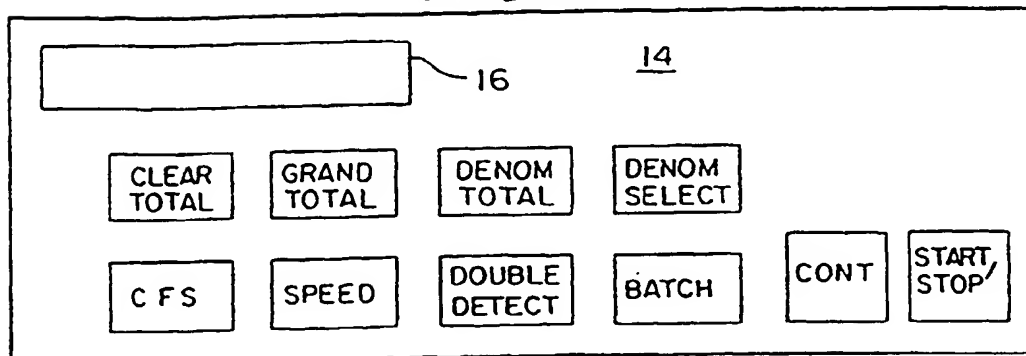 16
14
CLEAR
TOTAL
GRAND
TOTAL
DENOM
TOTAL
DENOM
SELECT
CFS
SPEED
DOUBLE
DETECT
BATCH
CONT
START/
STOP